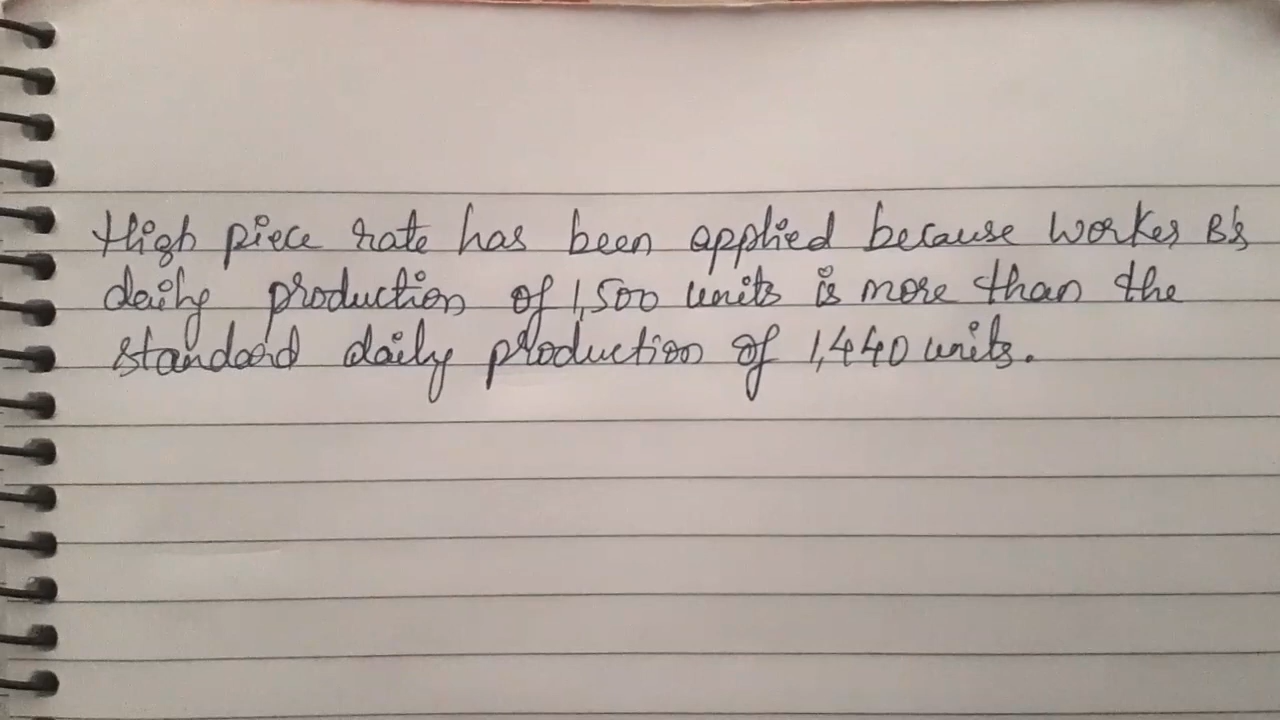 High piece rate has been applied because worker B's
daily production of 1,500 units is more than the
standard daily production of 1,440 units.